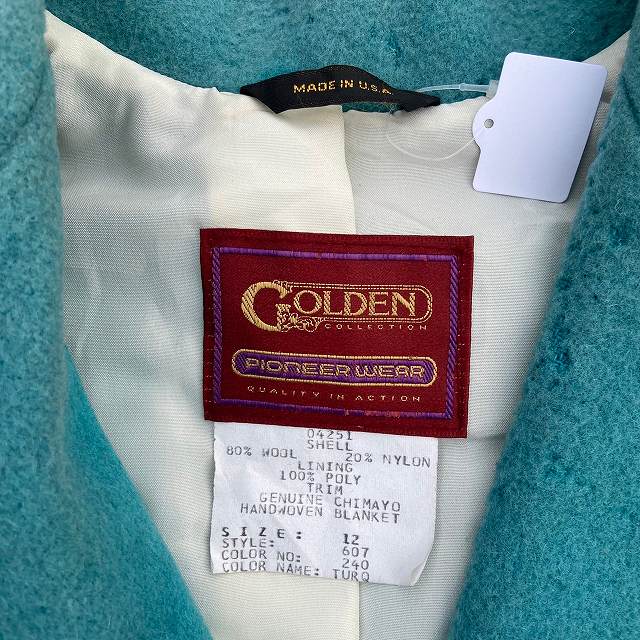 MADE IN U.S.A.
GOLDEN
COLLECTION
PIONEER WEAR
QUALITY IN ACTION
04251
SHELL
80% WOOL 20% NYLON
LINING
100% POLY
TRIM
GENUINE CHIMAYO
HANDWOVEN BLANKET
SIZE: 12
STYLE: 607
COLOR NO: 240
COLOR NAME: TURQ